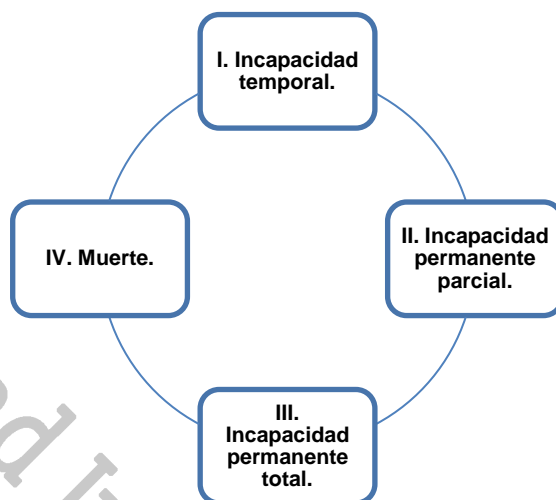 I. Incapacidad
temporal.
II. Incapacidad
permanente
parcial.
III.
Incapacidad
permanente
total.
IV. Muerte.